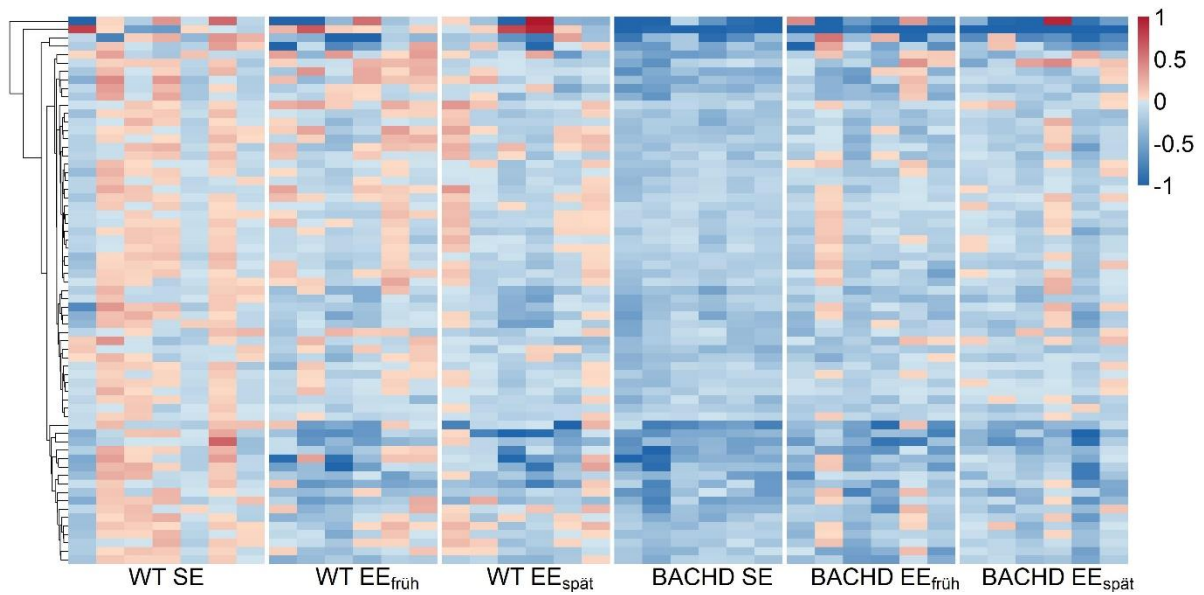 1
0.5
0
-0.5
-1
WT SE
WT EEfrüh
WT EEspät
BACHD SE
BACHD EEfrüh
BACHD EEspät